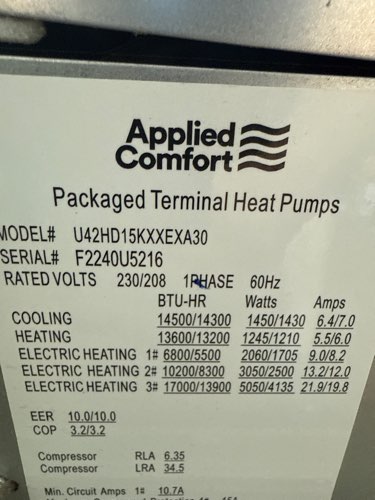 Applied
Comfort
Packaged Terminal Heat Pumps
MODEL# U42HD15KXXEXA30
SERIAL# F2240U5216
RATED VOLTS 230/208 1PHASE 60Hz
BTU-HR Watts Amps
COOLING 14500/14300 1450/1430 6.4/7.0
HEATING 13600/13200 1245/1210 5.5/6.0
ELECTRIC HEATING 1# 6800/5500 2060/1705 9.0/8.2
ELECTRIC HEATING 2# 10200/8300 3050/2500 13.2/12.0
ELECTRIC HEATING 3# 17000/13900 5050/4135 21.9/19.8
EER 10.0/10.0
COP 3.2/3.2
Compressor RLA 6.35
Compressor LRA 34.5
Min. Circuit Amps 1# 10.7A